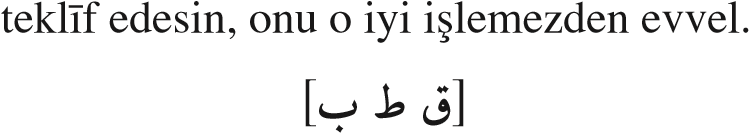 teklīf edesin, onu o iyi işlemezden evvel.
[ق ط ب]